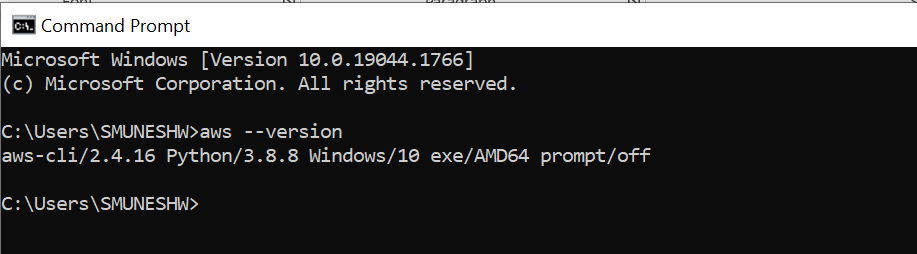 Command Prompt
Microsoft Windows [Version 10.0.19044.1766]
(c) Microsoft Corporation. All rights reserved.
C:\Users\SMUNESHW>aws --version
aws-cli/2.4.16 Python/3.8.8 Windows/10 exe/AMD64 prompt/off
C:\Users\SMUNESHW>